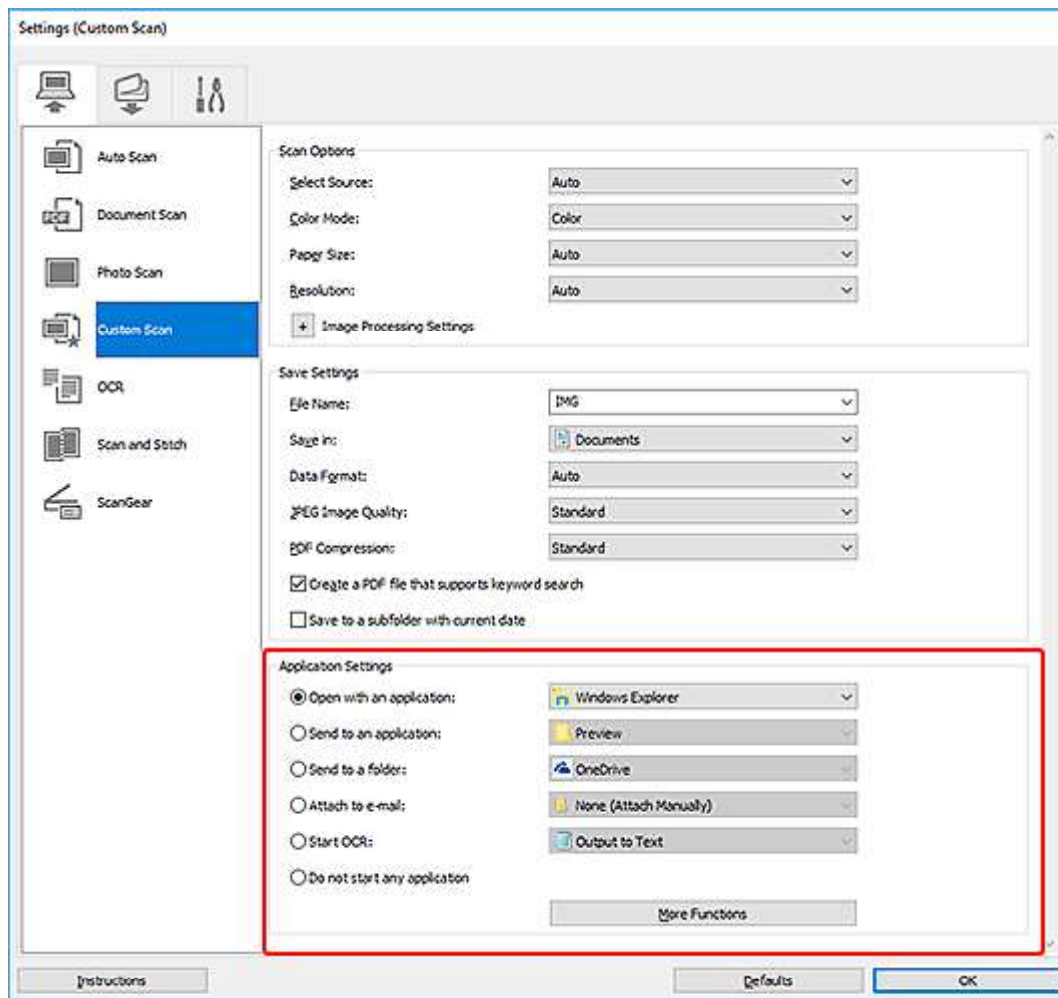 Settings (Custom Scan)
Auto Scan
Document Scan
Photo Scan
Custom Scan
OCR
Scan and Stitch
ScanGear
Scan Options
Select Source: Auto
Color Mode: Color
Paper Size: Auto
Resolution: Auto
+ Image Processing Settings
Save Settings
File Name: IMG
Save in: Documents
Data Format: Auto
JPEG Image Quality: Standard
PDF Compression: Standard
Create a PDF file that supports keyword search
Save to a subfolder with current date
Application Settings
Open with an application: Windows Explorer
Send to an application: Preview
Send to a folder: OneDrive
Attach to e-mail: None (Attach Manually)
Start OCR: Output to Text
Do not start any application
More Functions
Instructions Defaults OK